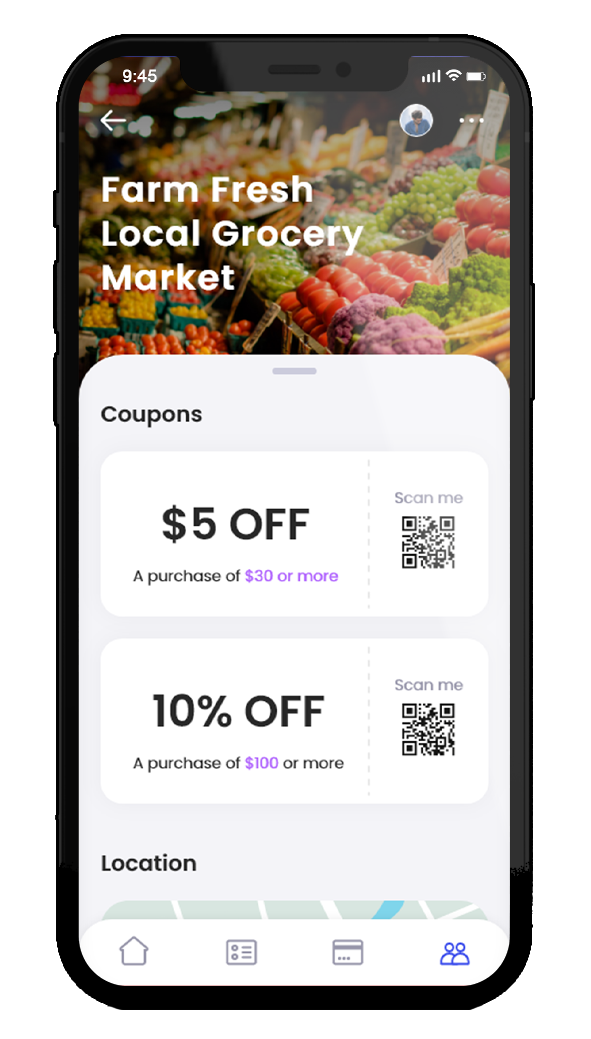 9:45
Farm Fresh
Local Grocery
Market
Coupons
$5 OFF
A purchase of $30 or more
Scan me
10% OFF
A purchase of $100 or more
Scan me
Location